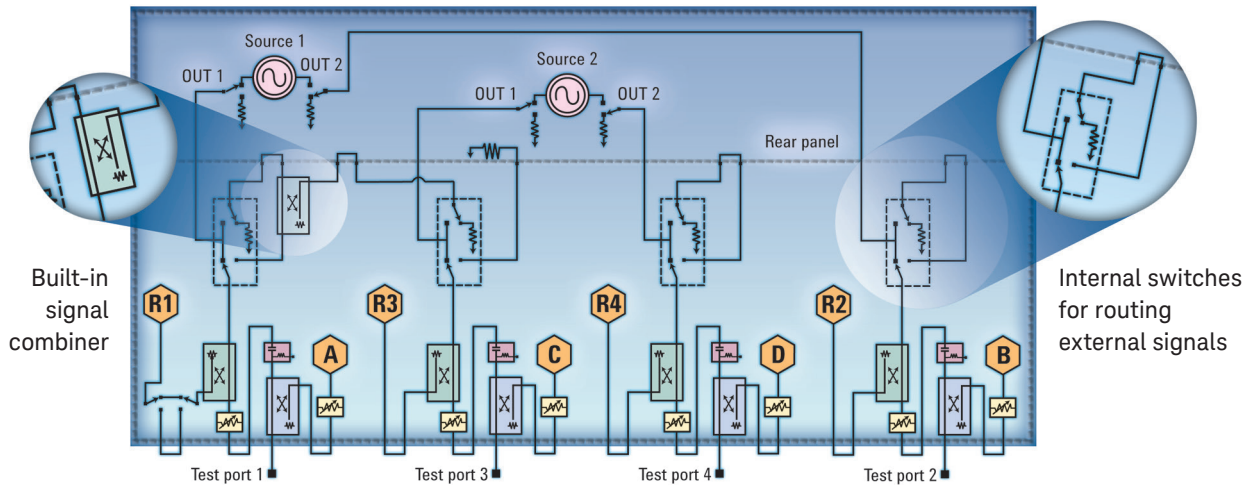 Source 1
OUT 1
OUT 2
Source 2
OUT 1
OUT 2
Rear panel
Built-in
signal
combiner
Internal switches
for routing
external signals
R1
A
R3
C
R4
D
R2
B
Test port 1
Test port 3
Test port 4
Test port 2